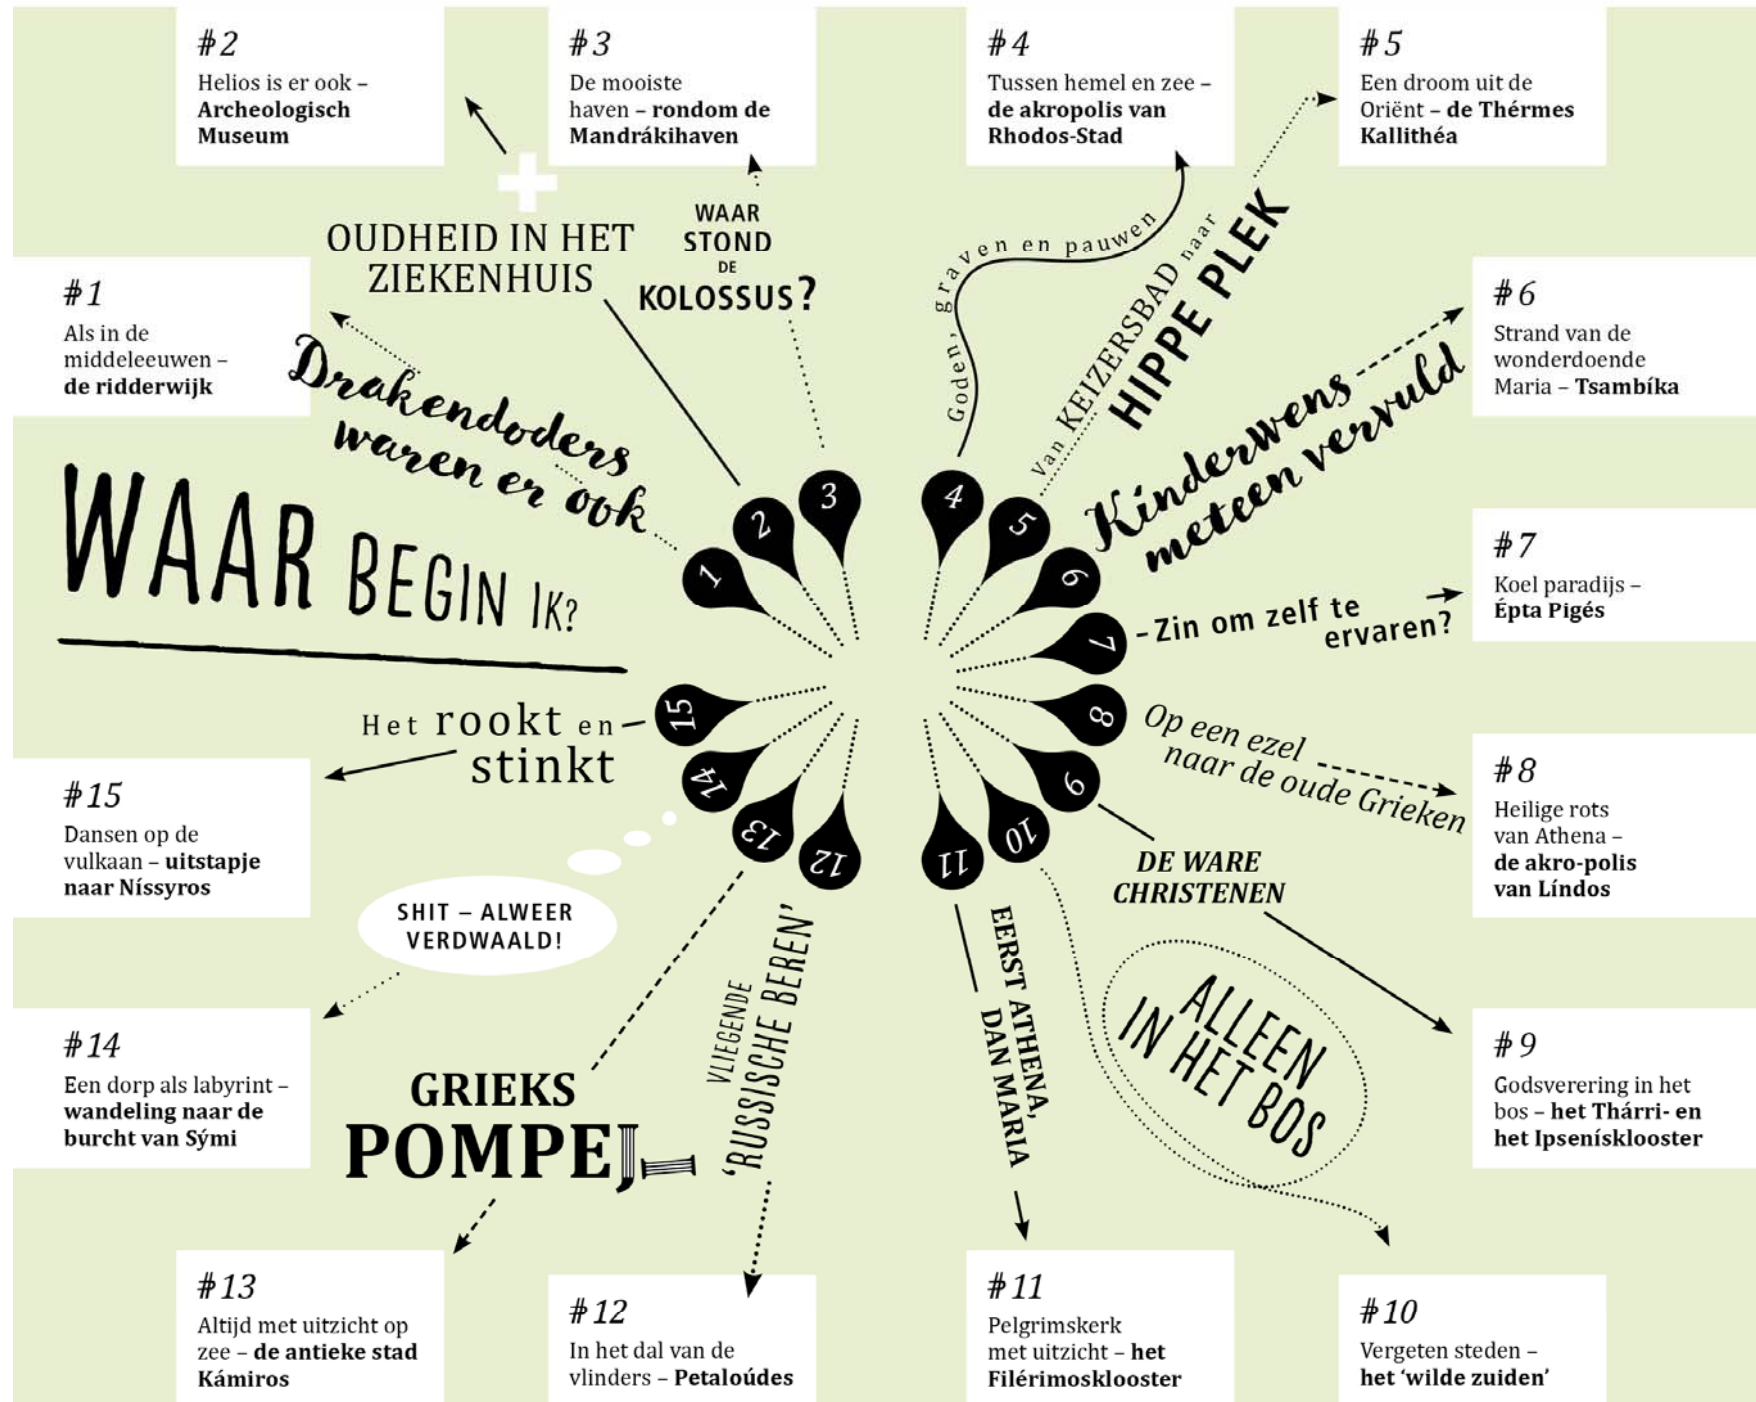 #2
Helios is er ook –
Archeologisch
Museum
#3
De mooiste
haven – rondom de
Mandrákihaven
#4
Tussen hemel en zee –
de akropolis van
Rhodos-Stad
#5
Een droom uit de
Oriënt – de Thérmes
Kallithéa
OUDHEID IN HET
ZIEKENHUIS
WAAR
STOND
DE
KOLOSSUS?
Goden, graven en pauwen
Van KEIZERSBAD naar
HIPPE PLEK
#1
Als in de
middeleeuwen –
de ridderwijk
Drakendoders
waren er ook
#6
Strand van de
wonderdoende
Maria – Tsambíka
Kinderwens
meteen vervuld
WAAR BEGIN IK?
3
4
2
5
1
6
7
15
8
14
9
13
10
12
11
#7
Koel paradijs –
Épta Pigés
– Zin om zelf te
ervaren?
Het rookt en
stinkt
Op een ezel
naar de oude Grieken
#8
Heilige rots
van Athena –
de akro-polis
van Líndos
#15
Dansen op de
vulkaan – uitstapje
naar Níssyros
DE WARE
CHRISTENEN
SHIT – ALWEER
VERDWAALD!
VLIEGENDE
‘RUSSISCHE BEREN’
EERST ATHENA,
DAN MARIA
ALLEEN
IN HET BOS
#14
Een dorp als labyrint –
wandeling naar de
burcht van Sými
GRIEKS
POMPEJ
#9
Godsverering in het
bos – het Thárri- en
het Ipsenísklooster
#13
Altijd met uitzicht op
zee – de antieke stad
Kámiros
#12
In het dal van de
vlinders – Petaloúdes
#11
Pelgrimskerk
met uitzicht – het
Filérimosklooster
#10
Vergeten steden –
het ‘wilde zuiden’